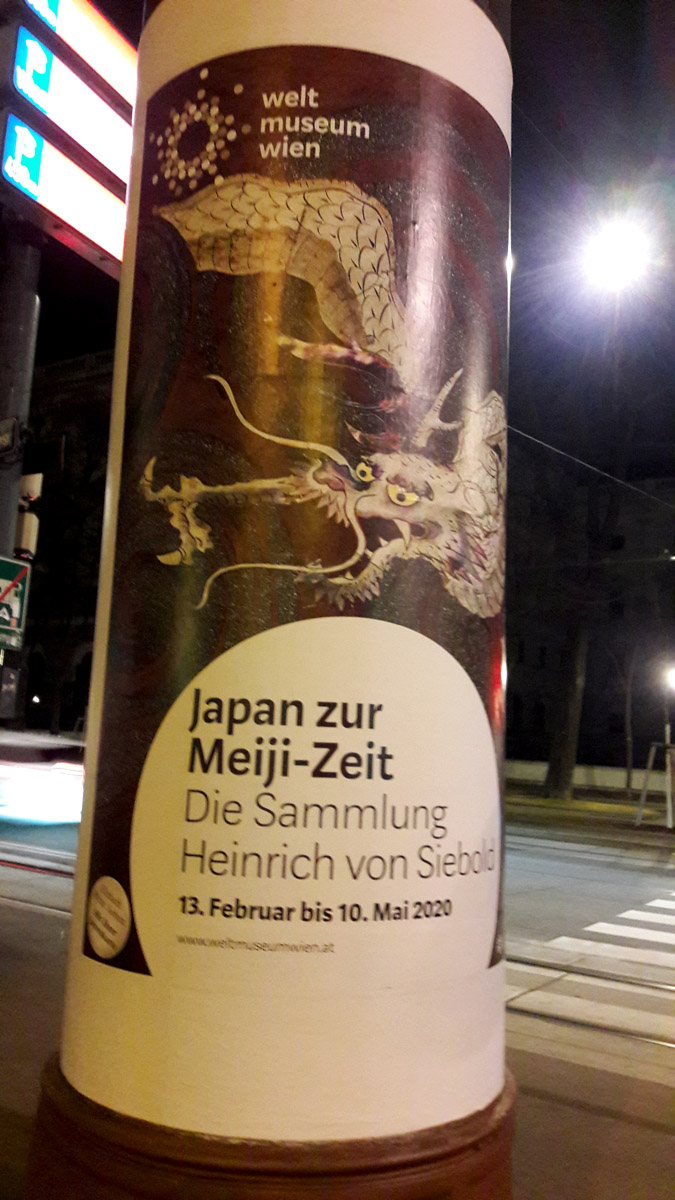 welt
museum
wien
Japan zur
Meiji-Zeit
Die Sammlung
Heinrich von Siebold
13. Februar bis 10. Mai 2020
www.weltmuseumwien.at